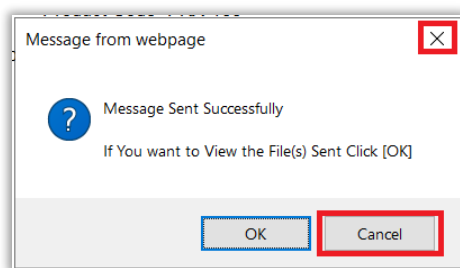 Message from webpage
Message Sent Successfully
If You want to View the File(s) Sent Click [OK]
OK
Cancel